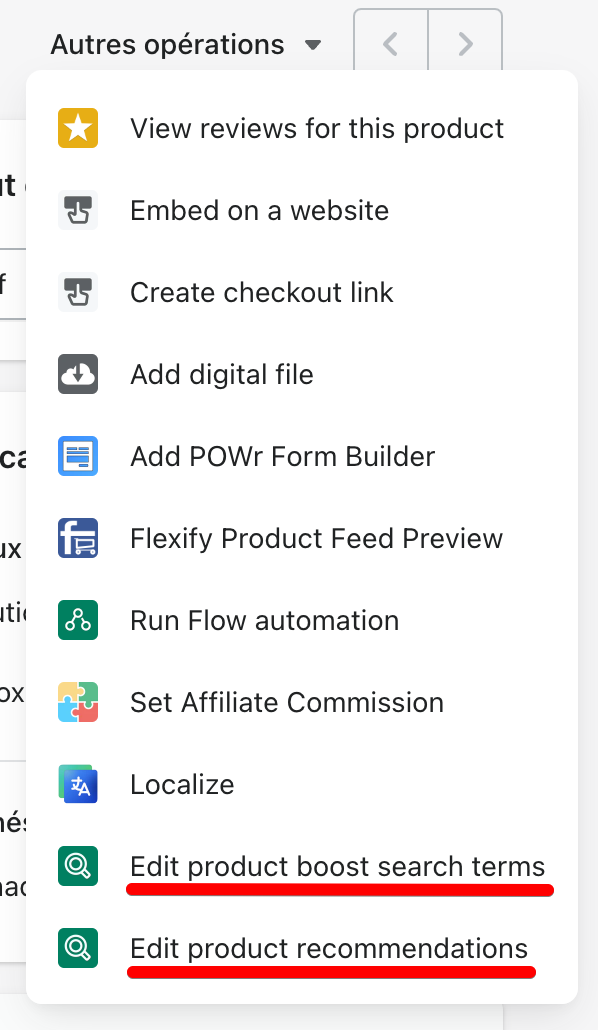 Autres opérations
View reviews for this product
Embed on a website
Create checkout link
Add digital file
Add POWr Form Builder
Flexify Product Feed Preview
Run Flow automation
Set Affiliate Commission
Localize
Edit product boost search terms
Edit product recommendations